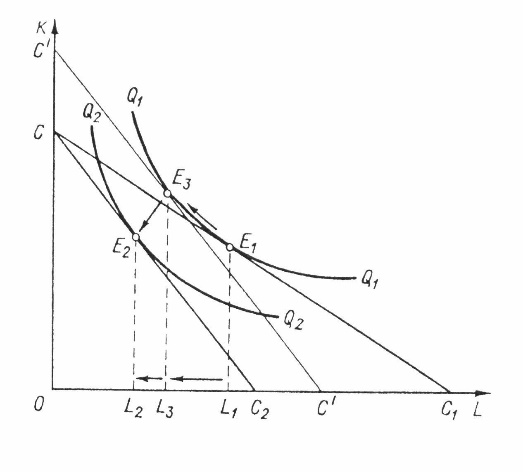 K
C'
Q₁
Q₂
C
E₃
E₂
E₁
Q₁
Q₂
O L₂ L₃ L₁ C₂ C' C₁ L